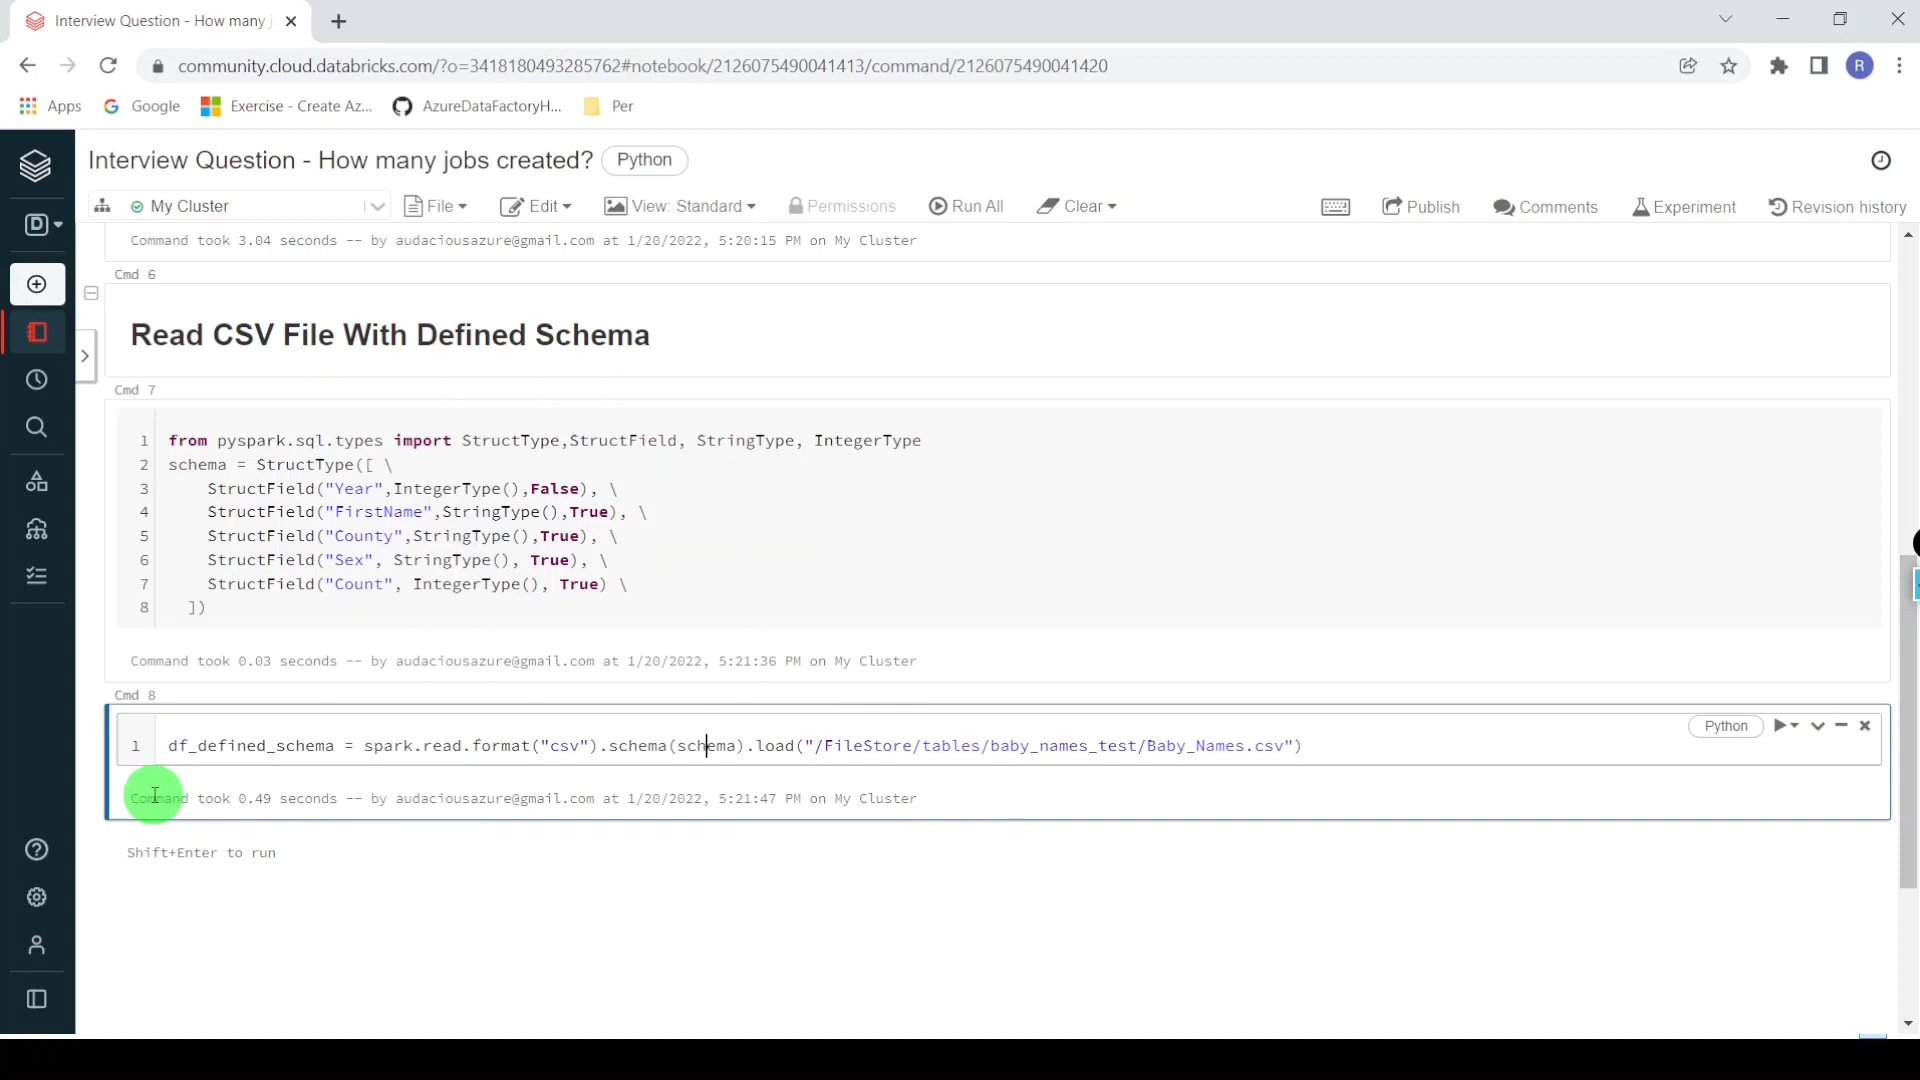 Interview Question - How many j
community.cloud.databricks.com/?o=3418180493285762#notebook/2126075490041413/command/2126075490041420
R
Apps
Google
Exercise - Create Az...
AzureDataFactoryH...
Per
Interview Question - How many jobs created?
Python
D
My Cluster
File
Edit
View: Standard
Permissions
Run All
Clear
Publish
Comments
Experiment
Revision history
Command took 3.04 seconds -- by audaciousazure@gmail.com at 1/20/2022, 5:20:15 PM on My Cluster
Cmd 6
Read CSV File With Defined Schema
Cmd 7
1 from pyspark.sql.types import StructType,StructField, StringType, IntegerType
2 schema = StructType([ \
3 StructField("Year",IntegerType(),False), \
4 StructField("FirstName",StringType(),True), \
5 StructField("County",StringType(),True), \
6 StructField("Sex", StringType(), True), \
7 StructField("Count", IntegerType(), True) \
8 ])
Command took 0.03 seconds -- by audaciousazure@gmail.com at 1/20/2022, 5:21:36 PM on My Cluster
Cmd 8
Python
1 df_defined_schema = spark.read.format("csv").schema(schema).load("/FileStore/tables/baby_names_test/Baby_Names.csv")
Command took 0.49 seconds -- by audaciousazure@gmail.com at 1/20/2022, 5:21:47 PM on My Cluster
Shift+Enter to run